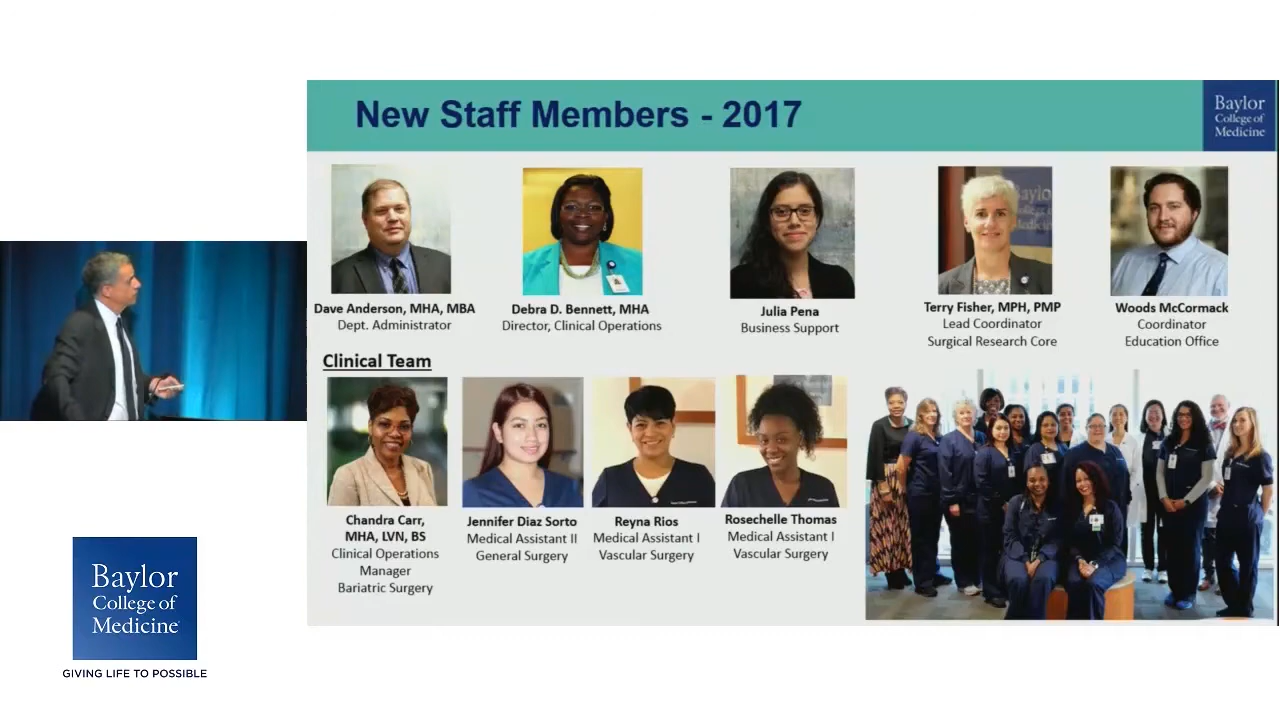 New Staff Members - 2017
Baylor
College of
Medicine
Dave Anderson, MHA, MBA
Dept. Administrator
Debra D. Bennett, MHA
Director, Clinical Operations
Julia Pena
Business Support
Terry Fisher, MPH, PMP
Lead Coordinator
Surgical Research Core
Woods McCormack
Coordinator
Education Office
Clinical Team
Chandra Carr,
MHA, LVN, BS
Clinical Operations
Manager
Bariatric Surgery
Jennifer Diaz Sorto
Medical Assistant II
General Surgery
Reyna Rios
Medical Assistant I
Vascular Surgery
Rosechelle Thomas
Medical Assistant I
Vascular Surgery
Baylor
College of
Medicine
GIVING LIFE TO POSSIBLE